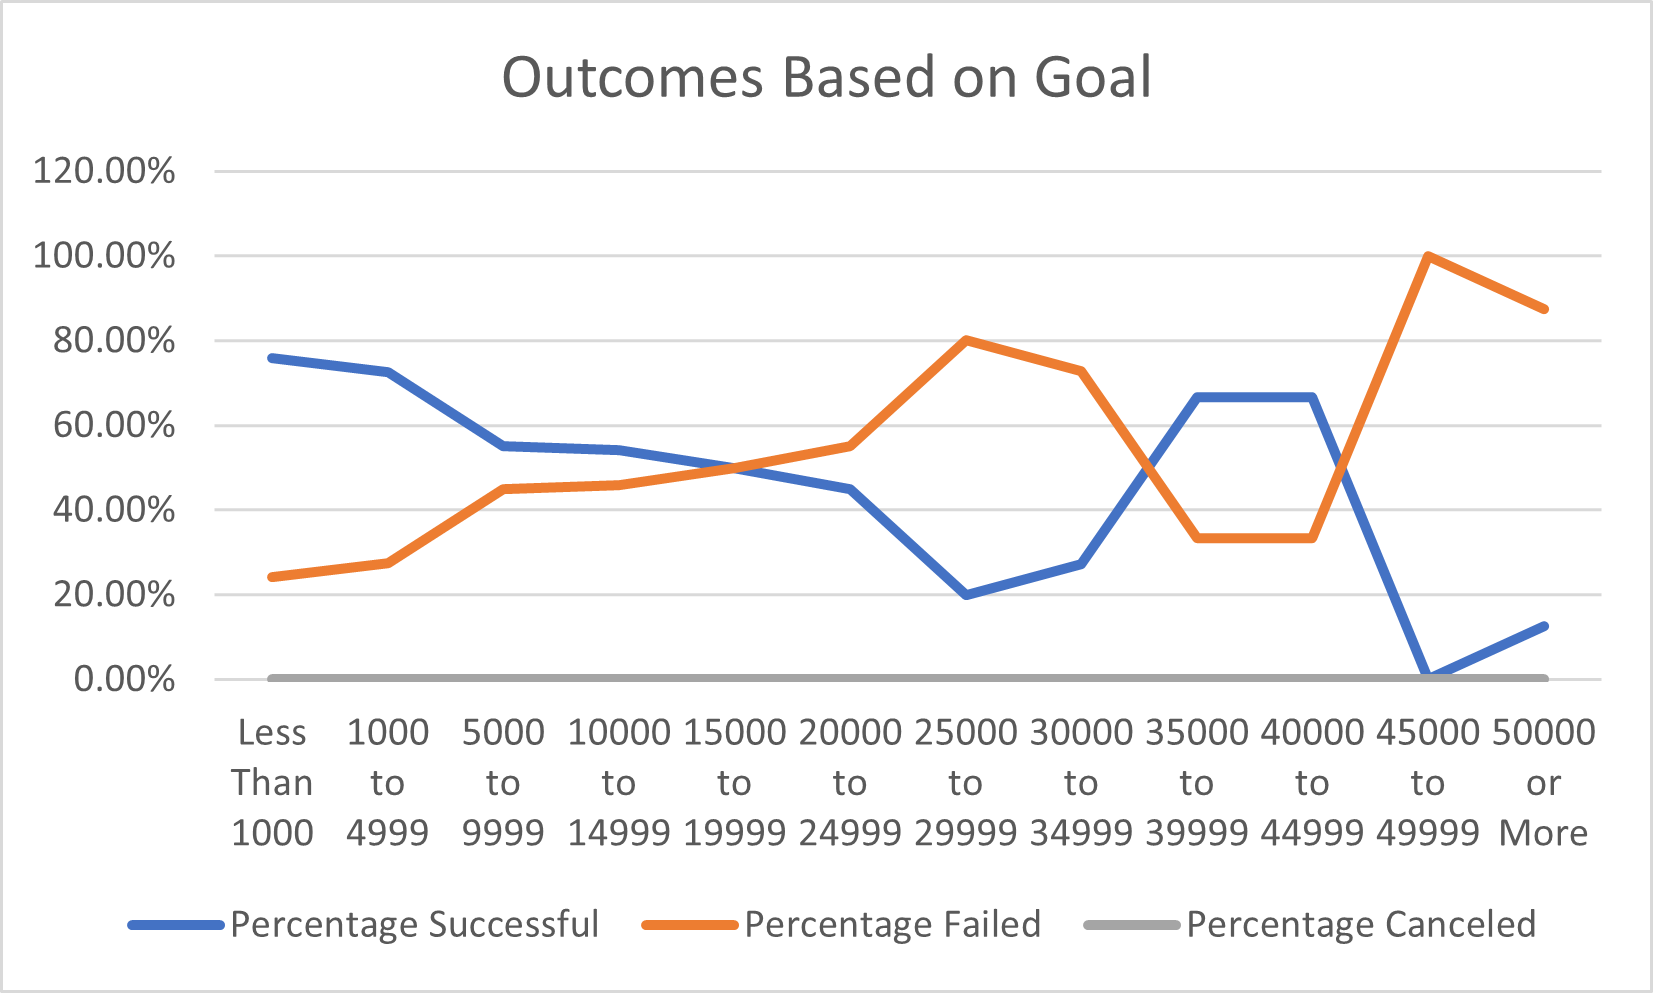 Outcomes Based on Goal
120.00%
100.00%
80.00%
60.00%
40.00%
20.00%
0.00%
Less Than 1000
1000 to 4999
5000 to 9999
10000 to 14999
15000 to 19999
20000 to 24999
25000 to 29999
30000 to 34999
35000 to 39999
40000 to 44999
45000 to 49999
50000 or More
Percentage Successful
Percentage Failed
Percentage Canceled